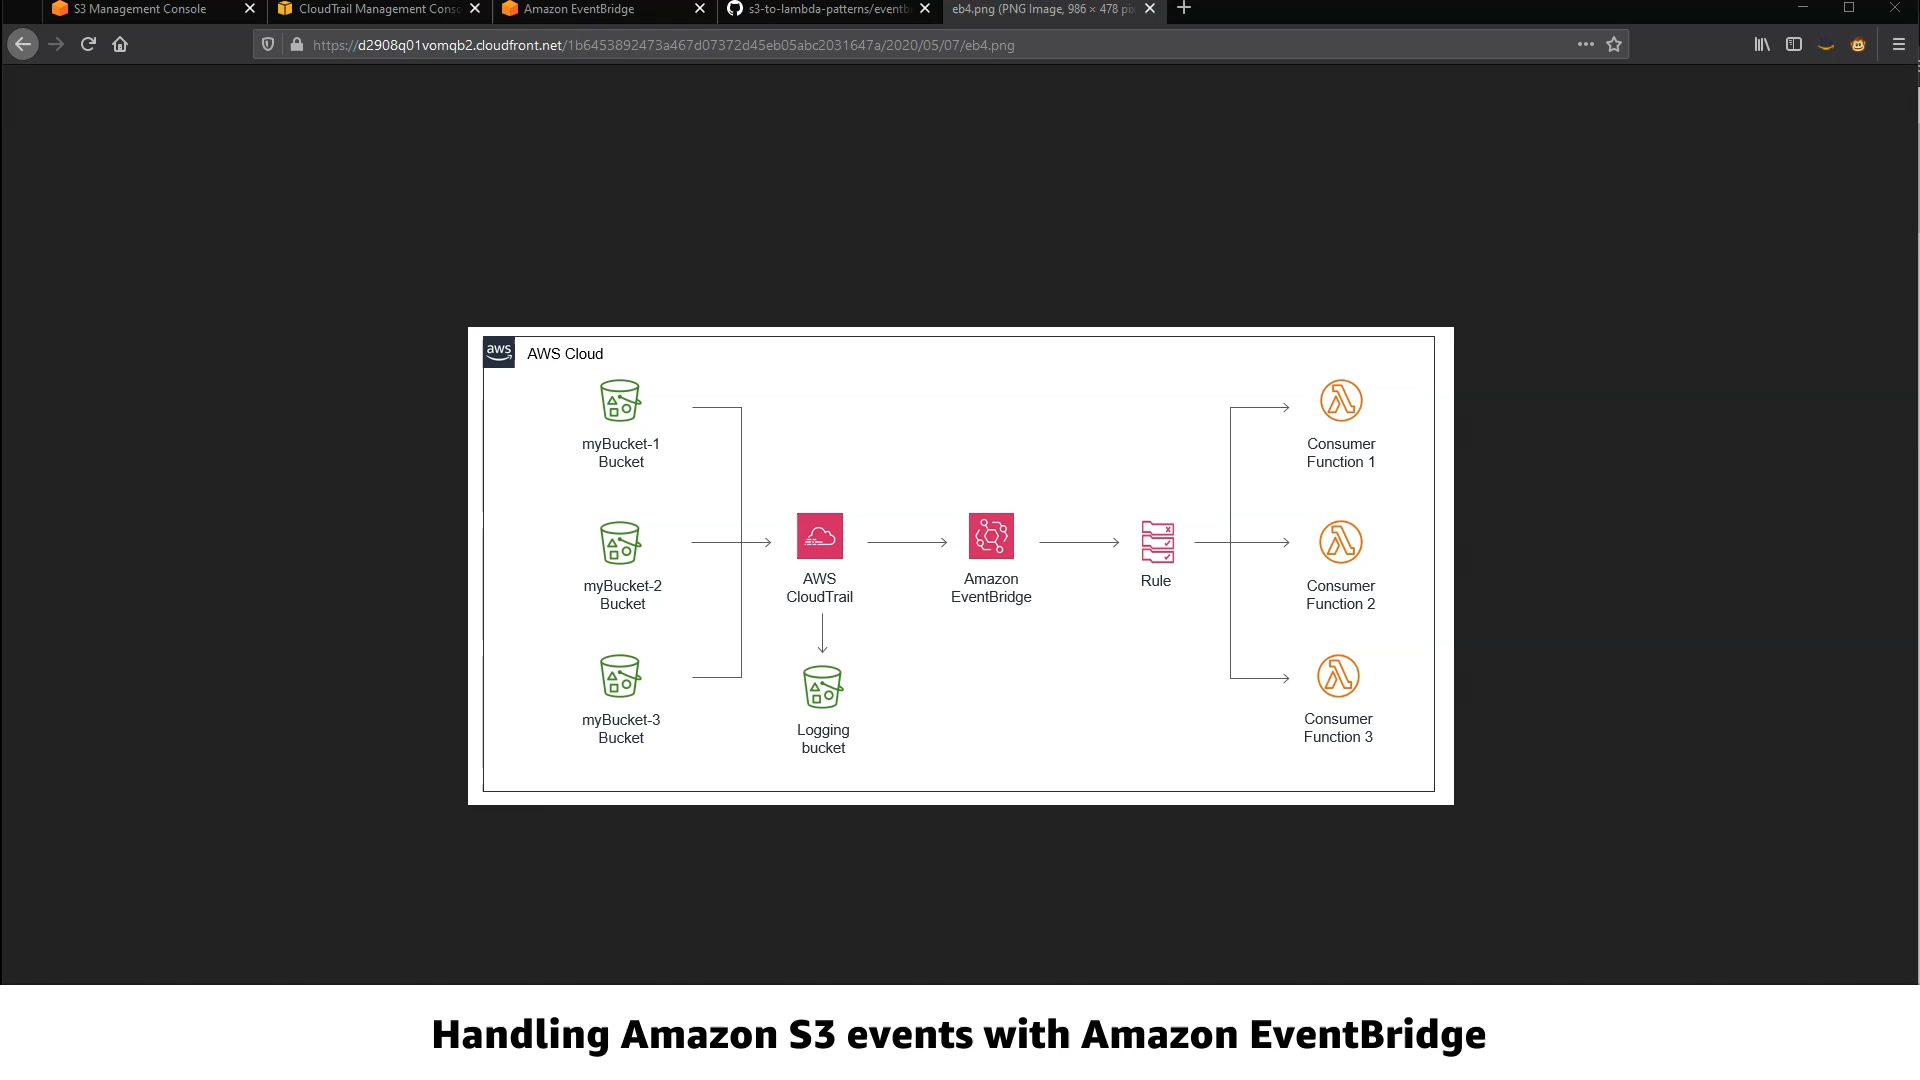 S3 Management Console
CloudTrail Management Conso
Amazon EventBridge
s3-to-lambda-patterns/eventb
eb4.png (PNG Image, 986 × 478 pi
https://d2908q01vomqb2.cloudfront.net/1b6453892473a467d07372d45eb05abc2031647a/2020/05/07/eb4.png
aws
AWS Cloud
myBucket-1
Bucket
Consumer
Function 1
myBucket-2
Bucket
AWS
CloudTrail
Amazon
EventBridge
Rule
Consumer
Function 2
myBucket-3
Bucket
Logging
bucket
Consumer
Function 3
Handling Amazon S3 events with Amazon EventBridge